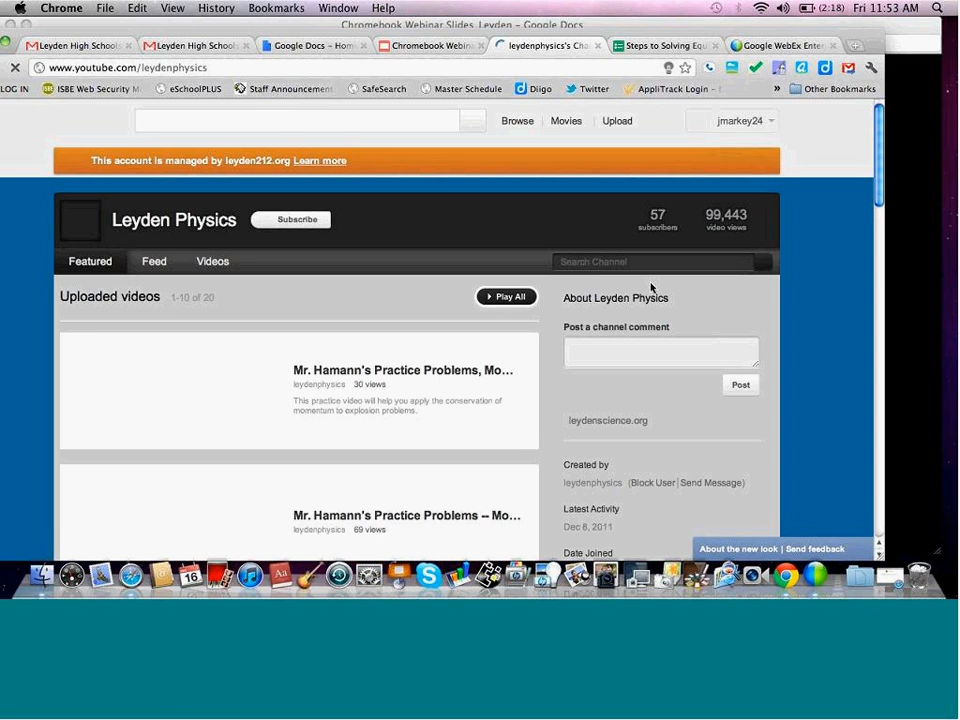 Chrome File Edit View History Bookmarks Window Help (2:18) Fri 11:53 AM
Chromebook Webinar Slides Leyden - Google Docs
Leyden High Schools Leyden High Schools Google Docs - Home Chromebook Webina leydenphysics's Cha Steps to Solving Equ Google WebEx Enter
www.youtube.com/leydenphysics
LOG IN ISBE Web Security M eSchoolPLUS Staff Announcement SafeSearch Master Schedule Diigo Twitter AppliTrack Login - » Other Bookmarks
Browse Movies Upload jmarkey24
This account is managed by leyden212.org Learn more
Leyden Physics Subscribe 57 99,443
subscribers video views
Featured Feed Videos Search Channel
Uploaded videos 1-10 of 20 Play All About Leyden Physics
Post a channel comment
Mr. Hamann's Practice Problems, Mo...
leydenphysics 30 views Post
This practice video will help you apply the conservation of
momentum to explosion problems.
leydenscience.org
Created by
leydenphysics (Block User | Send Message)
Latest Activity
Mr. Hamann's Practice Problems -- Mo...
leydenphysics 69 views Dec 8, 2011
Date Joined
About the new look | Send feedback
16 Aa